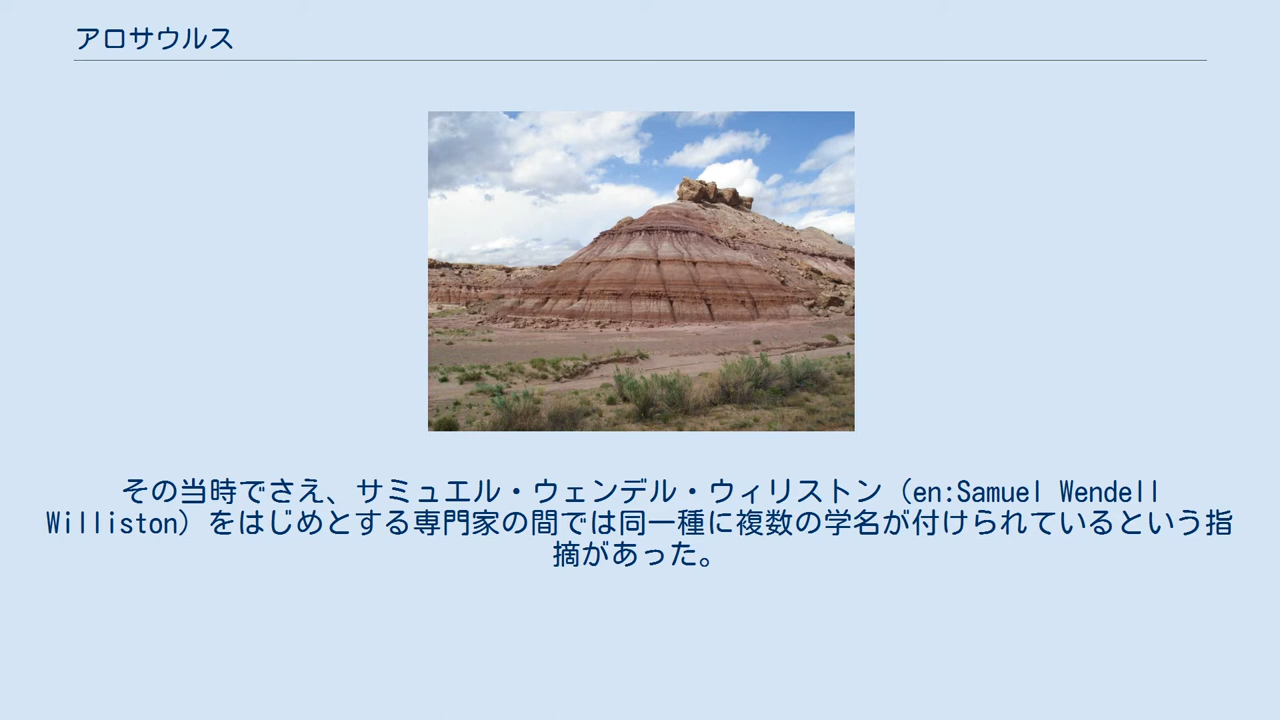 アロサウルス
その当時でさえ、サミュエル・ウェンデル・ウィリストン（en:Samuel Wendell
Williston）をはじめとする専門家の間では同一種に複数の学名が付けられているという指
摘があった。